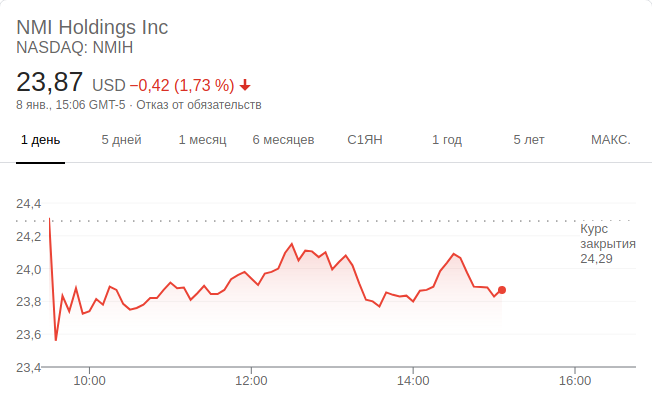 NMI Holdings Inc
NASDAQ: NMIH
23,87 USD −0,42 (1,73 %)
8 янв., 15:06 GMT-5 · Отказ от обязательств
1 день 5 дней 1 месяц 6 месяцев С1ЯН 1 год 5 лет МАКС.
24,4
Курс
24,2
закрытия
24,29
24,0
23,8
23,6
23,4
10:00 12:00 14:00 16:00